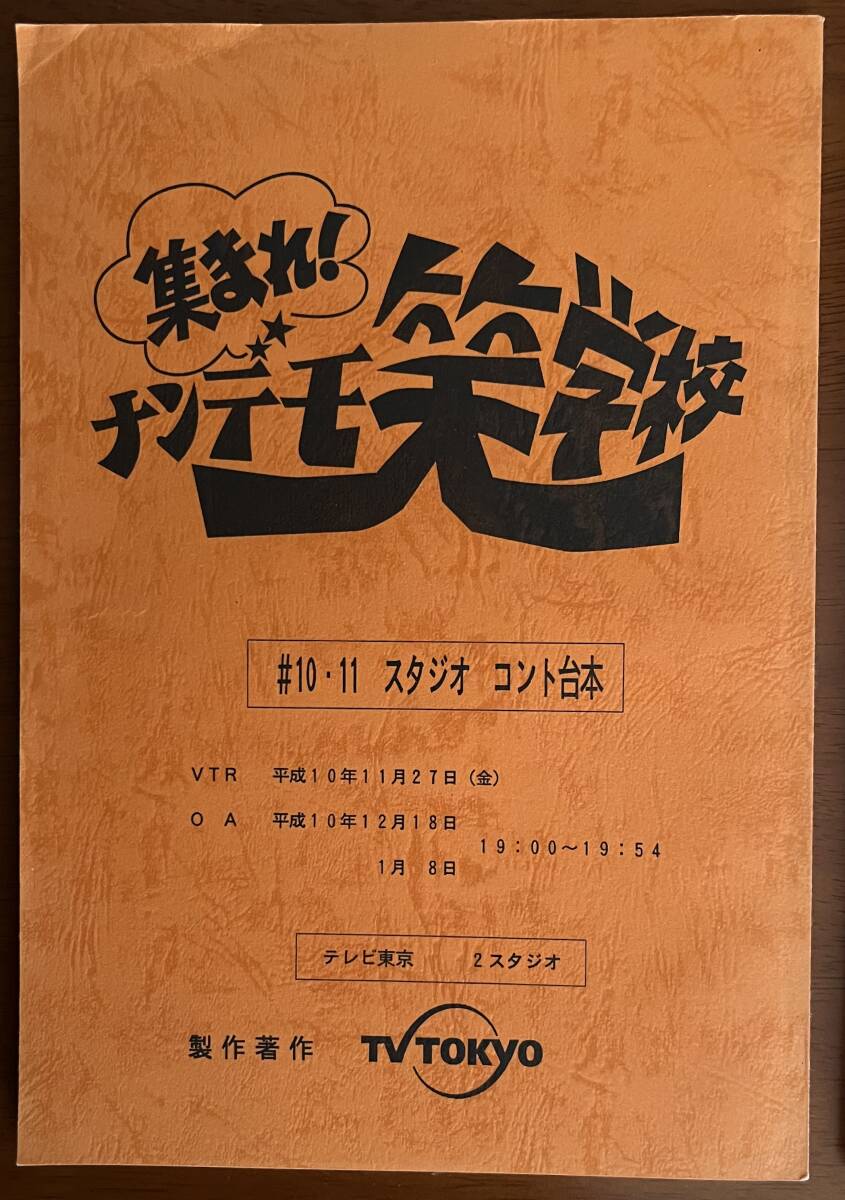 集まれ!
ナンデモ笑学校
#10・11 スタジオ コント台本
VTR 平成10年11月27日(金)
OA 平成10年12月18日
1月 8日
19:00~19:54
テレビ東京 2スタジオ
製作著作 TV TOKYO